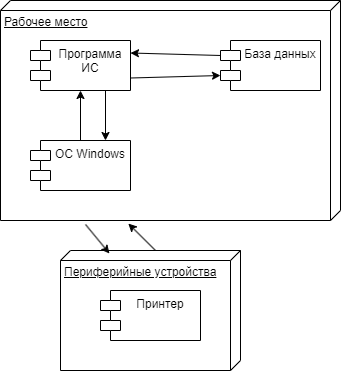 Рабочее место
Программа
ИС
База данных
ОС Windows
Периферийные устройства
Принтер